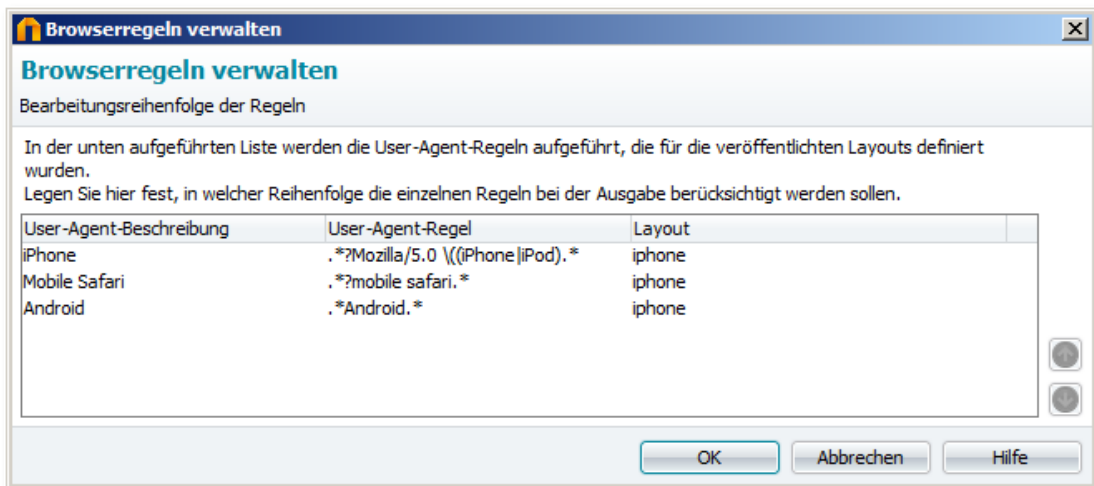 Browserregeln verwalten
Browserregeln verwalten
Bearbeitungsreihenfolge der Regeln
In der unten aufgeführten Liste werden die User-Agent-Regeln aufgeführt, die für die veröffentlichten Layouts definiert
wurden.
Legen Sie hier fest, in welcher Reihenfolge die einzelnen Regeln bei der Ausgabe berücksichtigt werden sollen.
User-Agent-Beschreibung User-Agent-Regel Layout
iPhone .*?Mozilla/5.0 \((iPhone|iPod).* iphone
Mobile Safari .*?mobile safari.* iphone
Android .*Android.* iphone
OK Abbrechen Hilfe